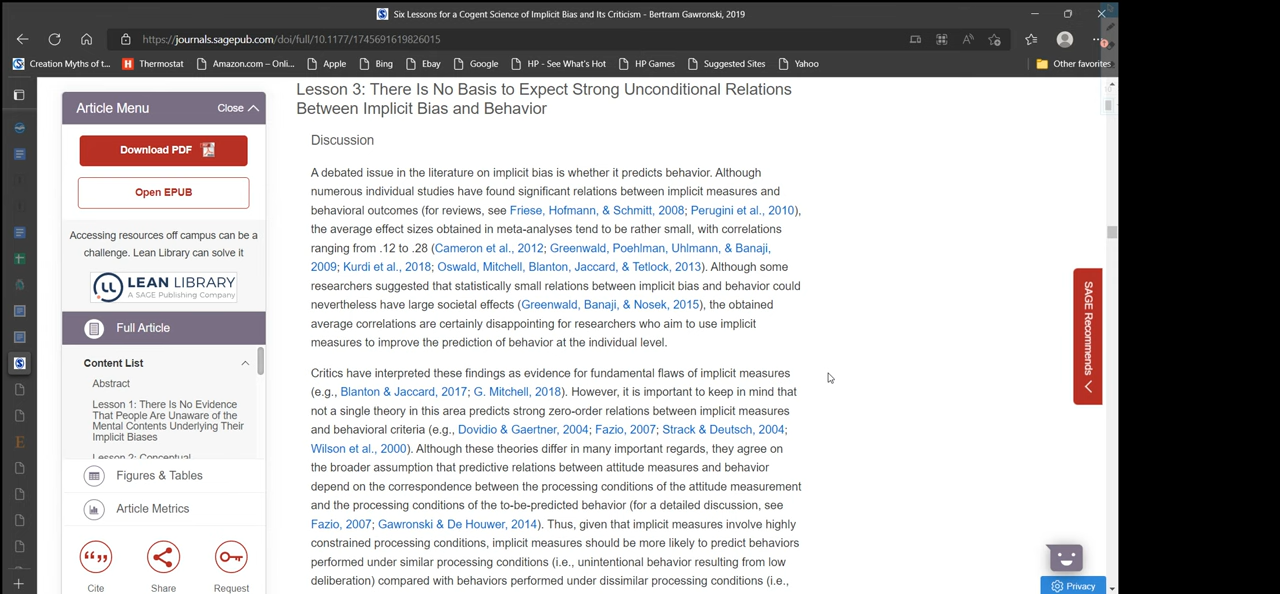 Six Lessons for a Cogent Science of Implicit Bias and Its Criticism - Bertram Gawronski, 2019
https://journals.sagepub.com/doi/full/10.1177/1745691619826015
Creation Myths of t...
Thermostat
Amazon.com – Onli...
Apple
Bing
Ebay
Google
HP - See's What's Hot
HP Games
Suggested Sites
Yahoo
Other favorites
Article Menu
Close
Download PDF
Open EPUB
Accessing resources off campus can be a
challenge. Lean Library can solve it
LEAN LIBRARY
A SAGE Publishing Company
Full Article
Content List
Abstract
Lesson 1: There Is No Evidence
That People Are Unaware of the
Mental Contents Underlying Their
Implicit Biases
Lesson 2: Conceptual
Figures & Tables
Article Metrics
Cite
Share
Request
Lesson 3: There Is No Basis to Expect Strong Unconditional Relations
Between Implicit Bias and Behavior
Discussion
A debated issue in the literature on implicit bias is whether it predicts behavior. Although
numerous individual studies have found significant relations between implicit measures and
behavioral outcomes (for reviews, see Friese, Hofmann, & Schmitt, 2008; Perugini et al., 2010),
the average effect sizes obtained in meta-analyses tend to be rather small, with correlations
ranging from .12 to .28 (Cameron et al., 2012; Greenwald, Poehlman, Uhlmann, & Banaji,
2009; Kurdi et al., 2018; Oswald, Mitchell, Blanton, Jaccard, & Tetlock, 2013). Although some
researchers suggested that statistically small relations between implicit bias and behavior could
nevertheless have large societal effects (Greenwald, Banaji, & Nosek, 2015), the obtained
average correlations are certainly disappointing for researchers who aim to use implicit
measures to improve the prediction of behavior at the individual level.
Critics have interpreted these findings as evidence for fundamental flaws of implicit measures
(e.g., Blanton & Jaccard, 2017; G. Mitchell, 2018). However, it is important to keep in mind that
not a single theory in this area predicts strong zero-order relations between implicit measures
and behavioral criteria (e.g., Dovidio & Gaertner, 2004; Fazio, 2007; Strack & Deutsch, 2004;
Wilson et al., 2000). Although these theories differ in many important regards, they agree on
the broader assumption that predictive relations between attitude measures and behavior
depend on the correspondence between the processing conditions of the attitude measurement
and the processing conditions of the to-be-predicted behavior (for a detailed discussion, see
Fazio, 2007; Gawronski & De Houwer, 2014). Thus, given that implicit measures involve highly
constrained processing conditions, implicit measures should be more likely to predict behaviors
performed under similar processing conditions (i.e., unintentional behavior resulting from low
deliberation) compared with behaviors performed under dissimilar processing conditions (i.e.,
SAGE Recommends
Privacy